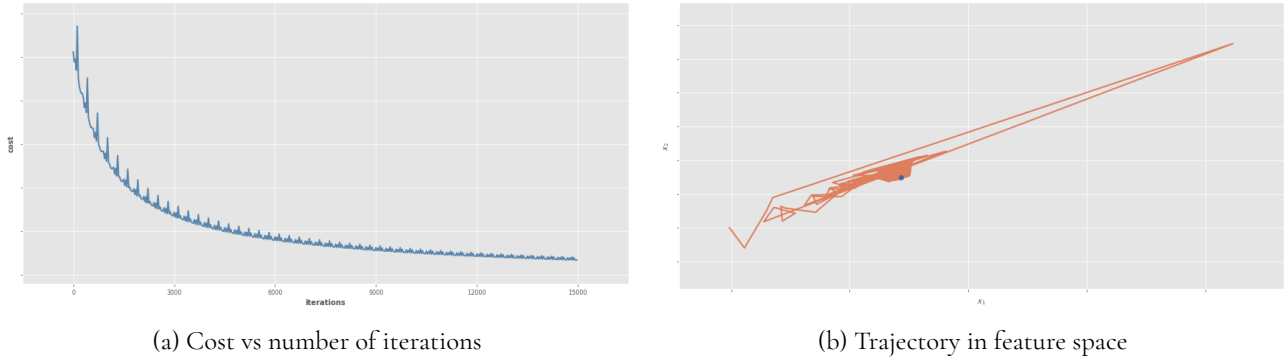 cost
0 3000 6000 9000 12000 15000
iterations
(a) Cost vs number of iterations
x₂
x₁
(b) Trajectory in feature space